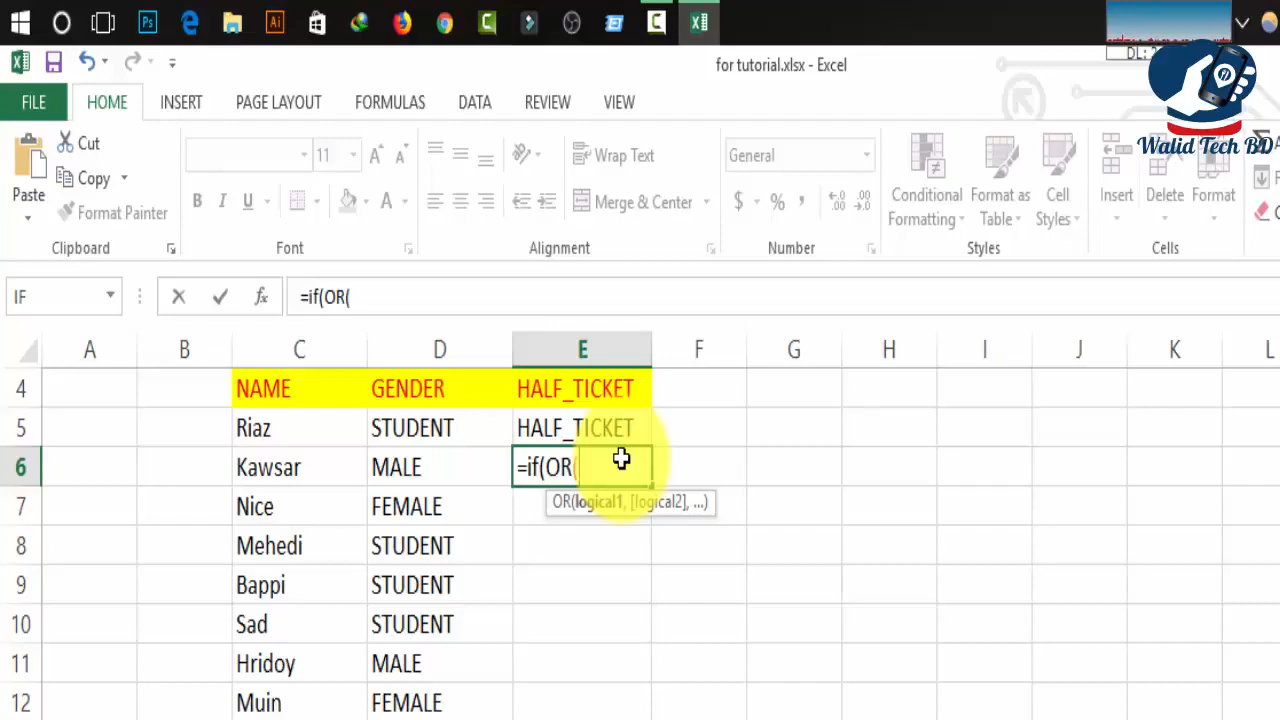 Ps
Ai
for tutorial.xlsx - Excel
Walid Tech BD
FILE HOME INSERT PAGE LAYOUT FORMULAS DATA REVIEW VIEW
Paste
Cut
Copy
Format Painter
Clipboard
11 A A
B I U A
Font
Wrap Text
Merge & Center
Alignment
General
$ % ,
Number
Conditional Formatting
Format as Table
Cell Styles
Styles
Insert Delete Format
Cells
IF fx =if(OR(
A B C D E F G H I J K L
4 NAME GENDER HALF_TICKET
5 Riaz STUDENT HALF_TICKET
6 Kawsar MALE =if(OR(
OR(logical1, [logical2], ...)
7 Nice FEMALE
8 Mehedi STUDENT
9 Bappi STUDENT
10 Sad STUDENT
11 Hridoy MALE
12 Muin FEMALE